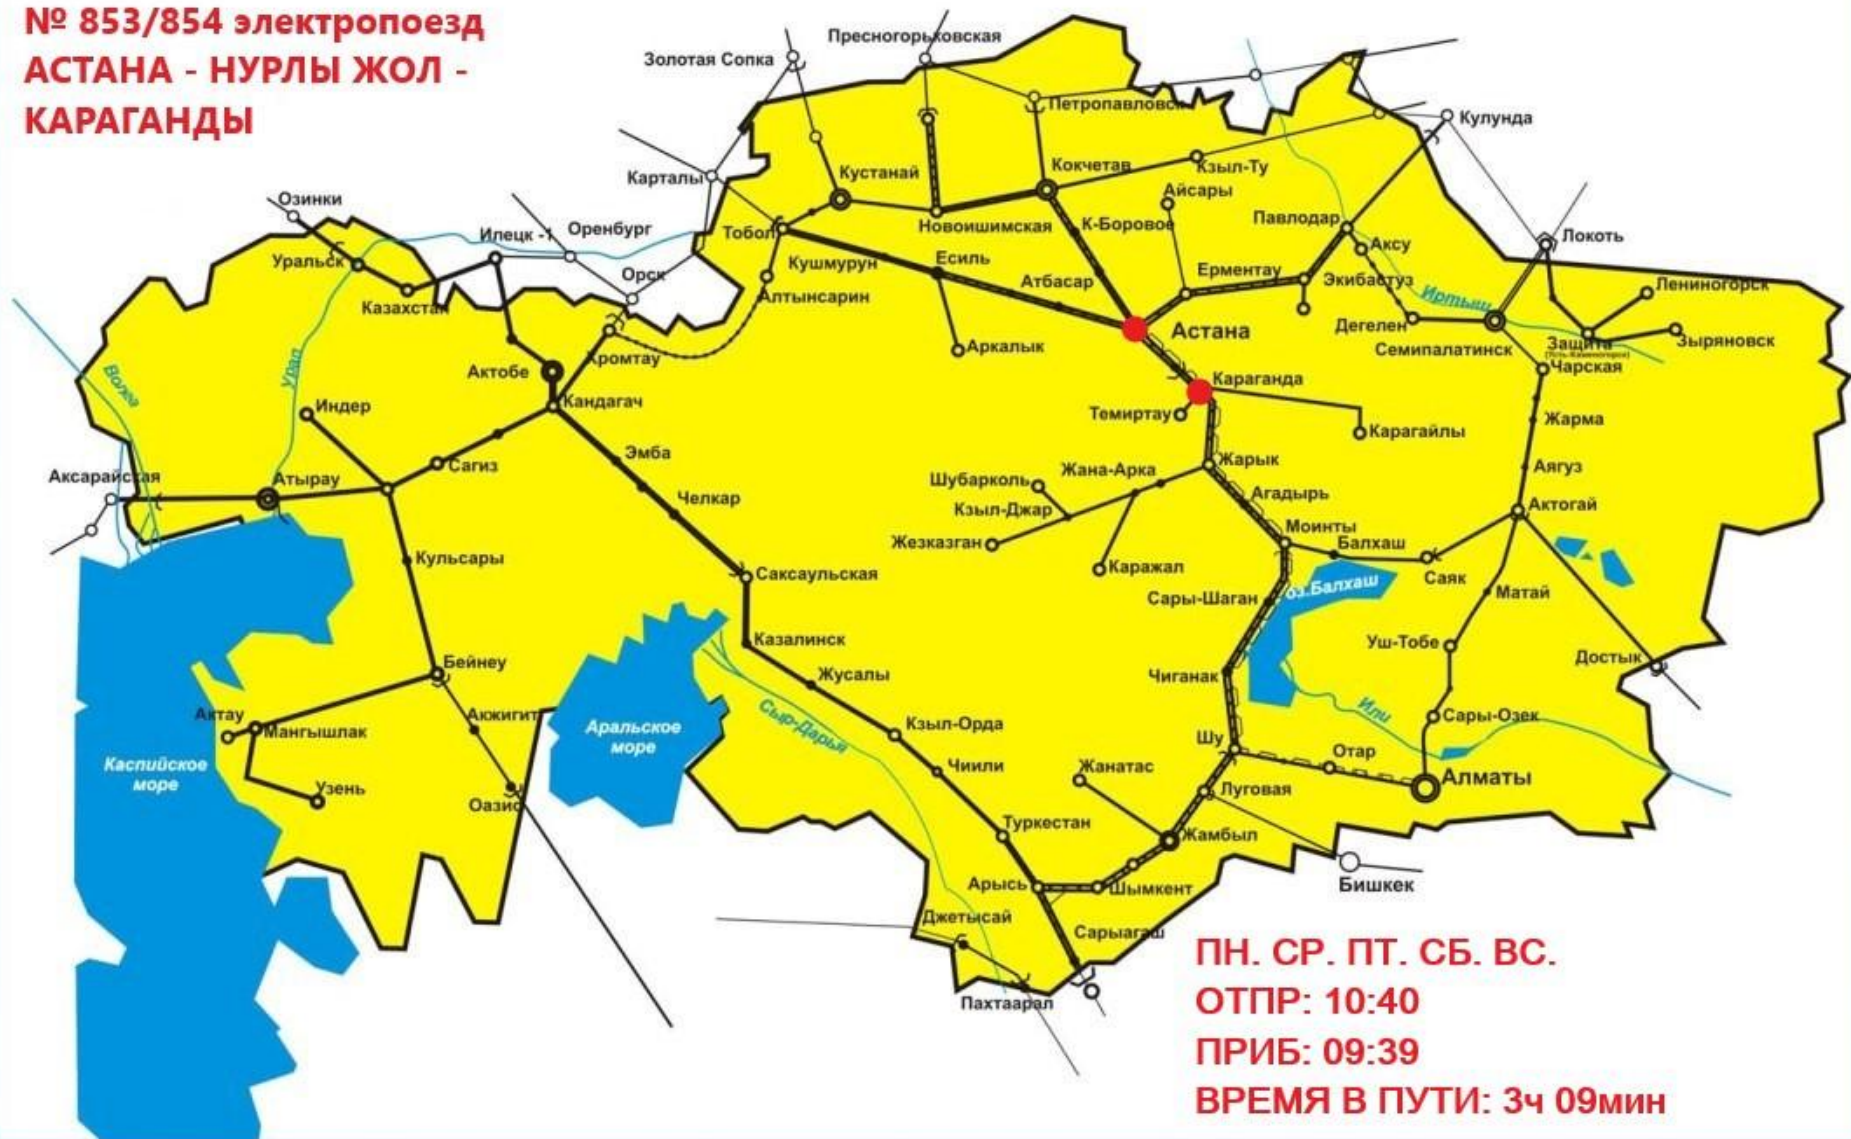 № 853/854 электропоезд
АСТАНА - НУРЛЫ ЖОЛ -
КАРАГАНДЫ
Золотая Сопка
Пресногорьковская
Петропавловск
Кулунда
Карталы
Кустанай
Кокчетав
Кзыл-Ту
Айсары
Озинки
Илецк -1
Оренбург
Тобол
Новоишимская
К-Боровое
Павлодар
Аксу
Локоть
Уральск
Орск
Кушмурун
Есиль
Атбасар
Ерментау
Экибастуз
Иртыш
Лениногорск
Казахстан
Алтынсарин
Дегелен
Астана
Семипалатинск
Защита
(Усть-Каменогорск)
Зыряновск
Волга
Урал
Хромтау
Аркалык
Чарская
Актобе
Караганда
Кандагач
Индер
Темиртау
Карагайлы
Жарма
Эмба
Сагиз
Жана-Арка
Жарык
Аягуз
Аксарайская
Атырау
Челкар
Шубарколь
Агадырь
Кзыл-Джар
Актогай
Моинты
Жезказган
Балхаш
Кульсары
Каражал
Саяк
Саксаульская
оз.Балхаш
Сары-Шаган
Матай
Казалинск
Уш-Тобе
Достык
Бейнеу
Жусалы
Чиганак
Актау
Акжигит
Сыр-Дарья
Или
Сары-Озек
Мангышлак
Аральское
море
Кзыл-Орда
Шу
Отар
Каспийское
море
Чиили
Жанатас
Алматы
Узень
Оазис
Луговая
Туркестан
Жамбыл
Арысь
Шымкент
Бишкек
Джетысай
Сарыагаш
Пахтаарал
ПН. СР. ПТ. СБ. ВС.
ОТПР: 10:40
ПРИБ: 09:39
ВРЕМЯ В ПУТИ: 3ч 09мин